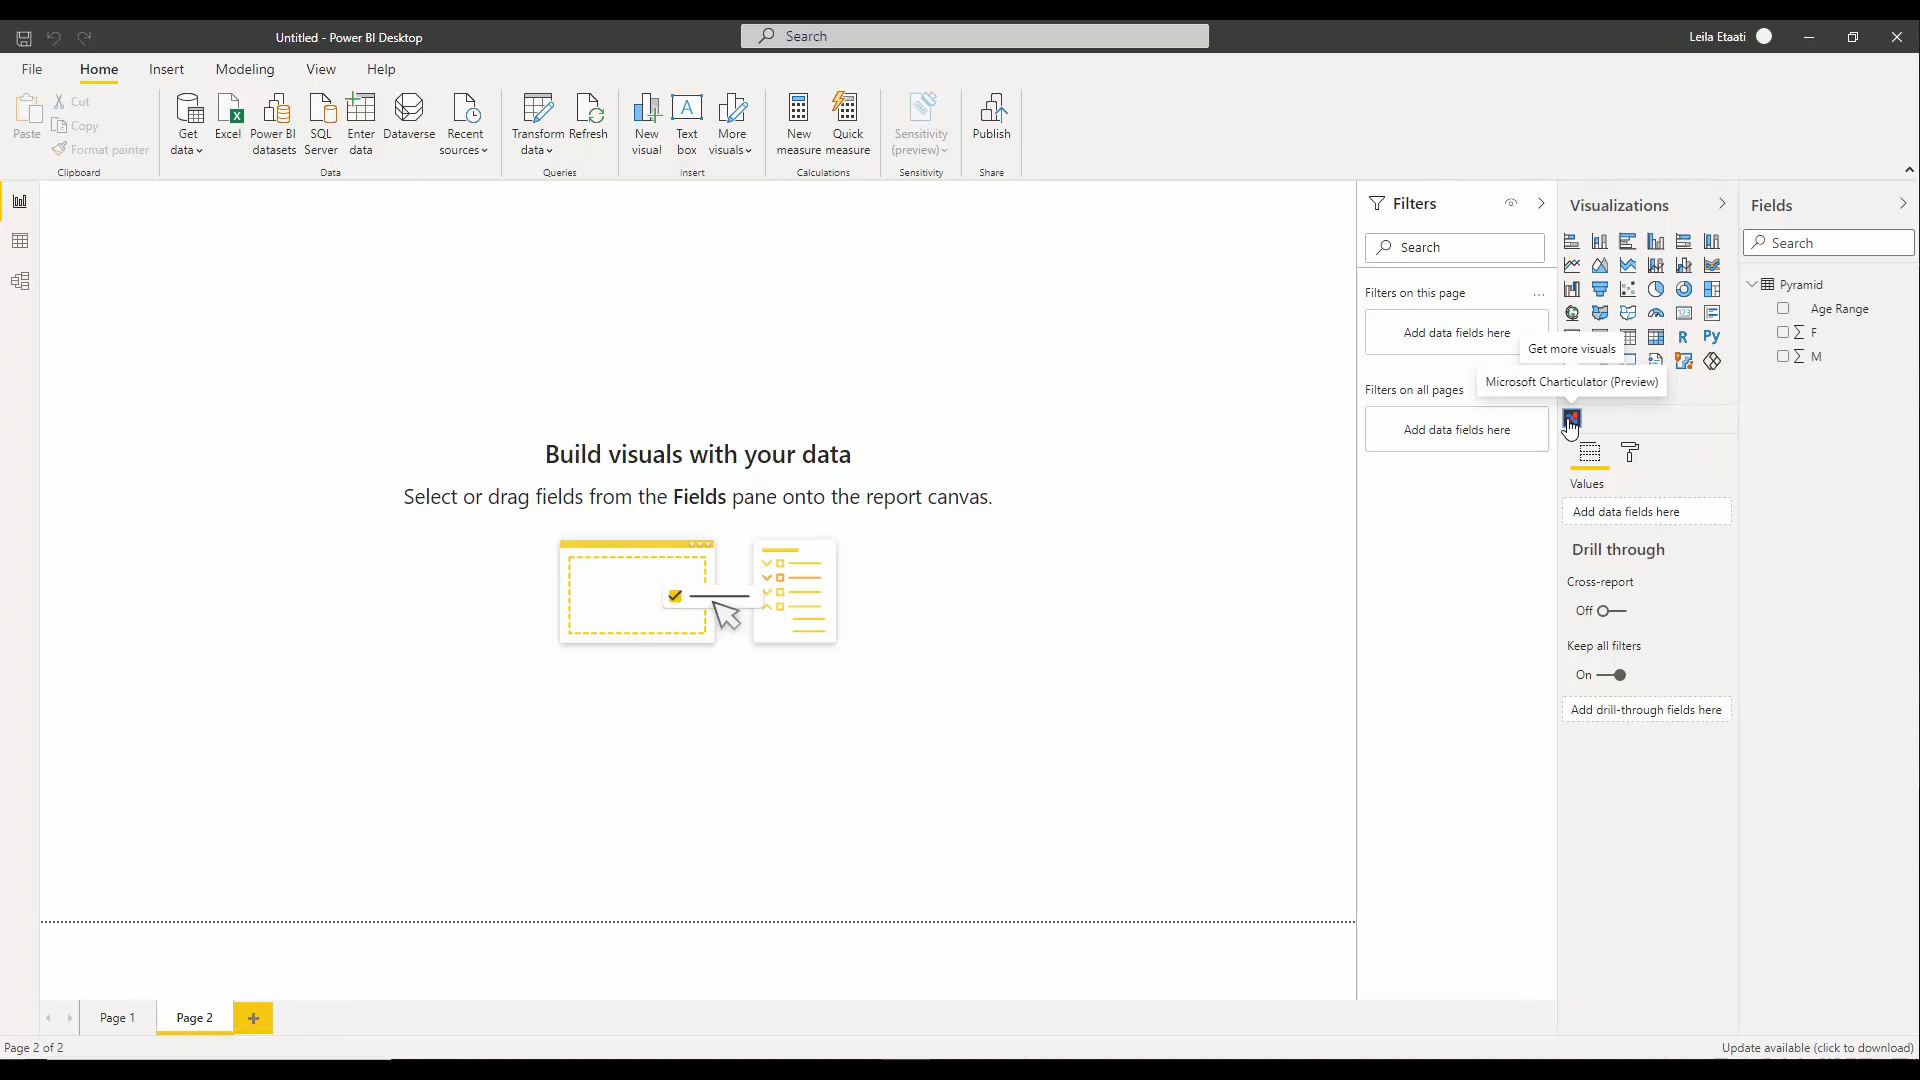 Untitled - Power BI Desktop
Search
Leila Etaati
File
Home
Insert
Modeling
View
Help
Paste
Cut
Copy
Format painter
Clipboard
Get data
Excel
Power BI datasets
SQL Server
Enter data
Dataverse
Recent sources
Data
Transform data
Refresh
Queries
New visual
Text box
More visuals
Insert
New measure
Quick measure
Calculations
Sensitivity (preview)
Sensitivity
Publish
Share
Build visuals with your data
Select or drag fields from the Fields pane onto the report canvas.
Filters
Search
Filters on this page
...
Add data fields here
Filters on all pages
Add data fields here
Visualizations
R
Py
123
Get more visuals
Microsoft Charticulator (Preview)
Values
Add data fields here
Drill through
Cross-report
Off
Keep all filters
On
Add drill-through fields here
Fields
Search
Pyramid
Age Range
∑ F
∑ M
Page 1
Page 2
+
Page 2 of 2
Update available (click to download)